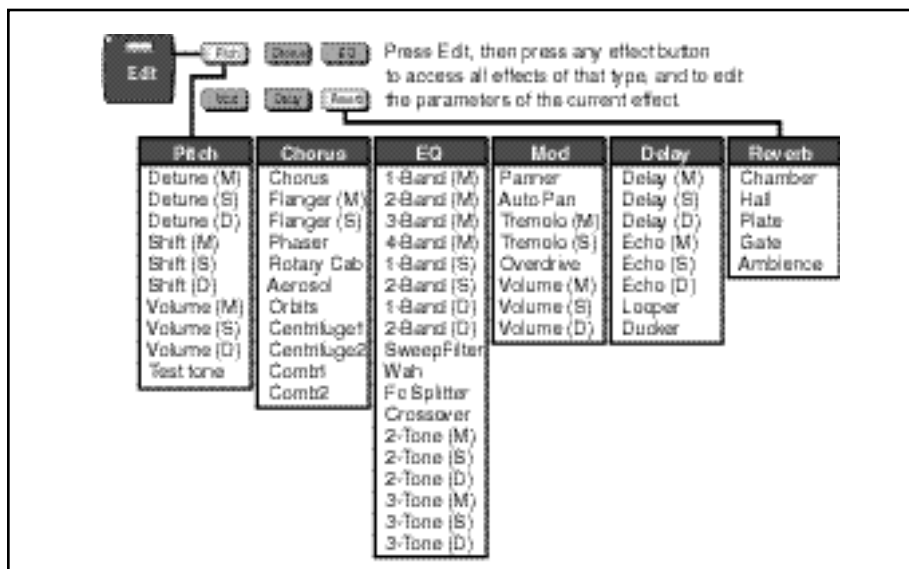 Edit
Pitch
Chorus
EQ
Mod
Delay
Reverb
Press Edit, then press any effect button
to access all effects of that type, and to edit
the parameters of the current effect.
Pitch
Detune (M)
Detune (S)
Detune (D)
Shift (M)
Shift (S)
Shift (D)
Volume (M)
Volume (S)
Volume (D)
Test tone
Chorus
Chorus
Flanger (M)
Flanger (S)
Phaser
Rotary Cab
Aerosol
Orbits
Centrifuge1
Centrifuge2
Comb1
Comb2
EQ
1-Band (M)
2-Band (M)
3-Band (M)
4-Band (M)
1-Band (S)
2-Band (S)
1-Band (D)
2-Band (D)
SweepFilter
Wah
Fc Splitter
Crossover
2-Tone (M)
2-Tone (S)
2-Tone (D)
3-Tone (M)
3-Tone (S)
3-Tone (D)
Mod
Panner
Auto Pan
Tremolo (M)
Tremolo (S)
Overdrive
Volume (M)
Volume (S)
Volume (D)
Delay
Delay (M)
Delay (S)
Delay (D)
Echo (M)
Echo (S)
Echo (D)
Looper
Ducker
Reverb
Chamber
Hall
Plate
Gate
Ambience